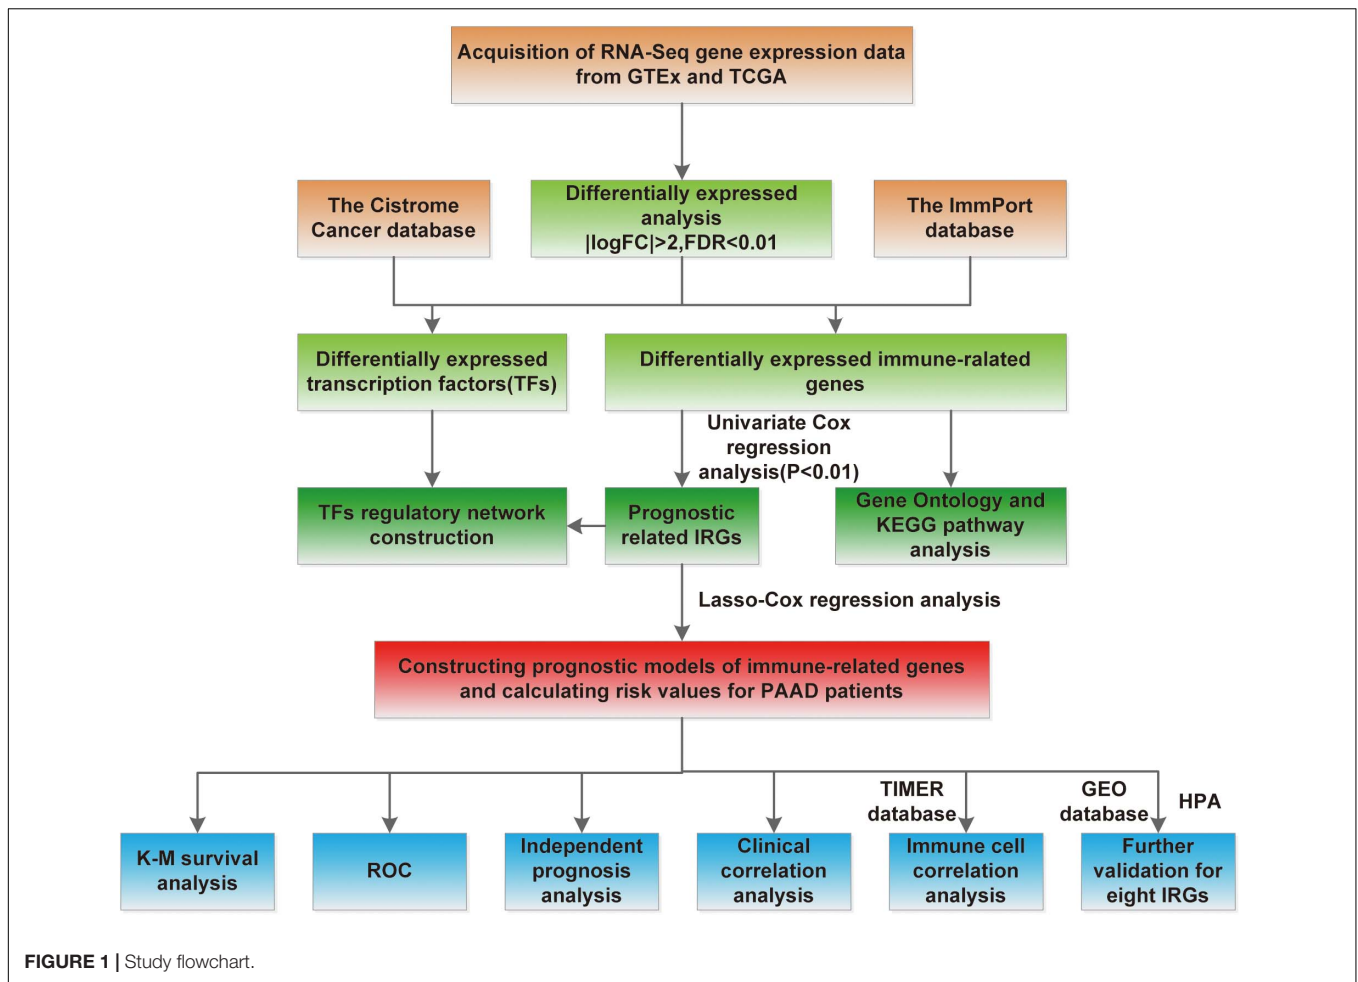 Acquisition of RNA-Seq gene expression data
from GTEx and TCGA
The Cistrome
Cancer database
Differentially expressed
analysis
|logFC|>2,FDR<0.01
The ImmPort
database
Differentially expressed
transcription factors(TFs)
Differentially expressed immune-ralated
genes
Univariate Cox
regression
analysis(P<0.01)
TFs regulatory network
construction
Prognostic
related IRGs
Gene Ontology and
KEGG pathway
analysis
Lasso-Cox regression analysis
Constructing prognostic models of immune-related genes
and calculating risk values for PAAD patients
TIMER
database
GEO
database
HPA
K-M survival
analysis
ROC
Independent
prognosis
analysis
Clinical
correlation
analysis
Immune cell
correlation
analysis
Further
validation for
eight IRGs
FIGURE 1 | Study flowchart.